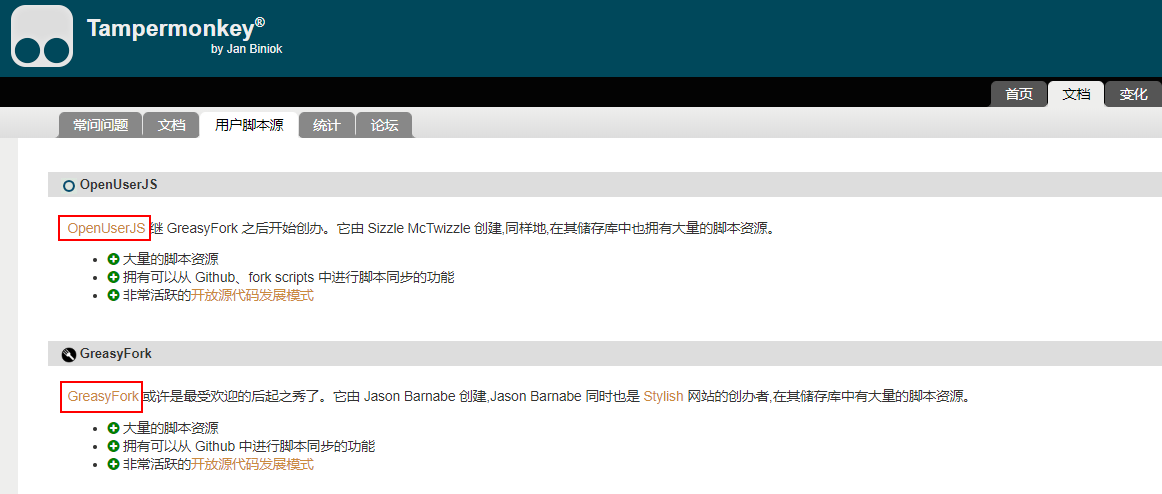 Tampermonkey®
by Jan Biniok
首页 文档 变化
常问问题 文档 用户脚本源 统计 论坛
OpenUserJS
OpenUserJS 继 GreasyFork 之后开始创办。它由 Sizzle McTwizzle 创建,同样地,在其储存库中也拥有大量的脚本资源。
大量的脚本资源
拥有可以从 Github、fork scripts 中进行脚本同步的功能
非常活跃的开放源代码发展模式
GreasyFork
GreasyFork 或许是最受欢迎的后起之秀了。它由 Jason Barnabe 创建,Jason Barnabe 同时也是 Stylish 网站的创办者,在其储存库中有大量的脚本资源。
大量的脚本资源
拥有可以从 Github 中进行脚本同步的功能
非常活跃的开放源代码发展模式